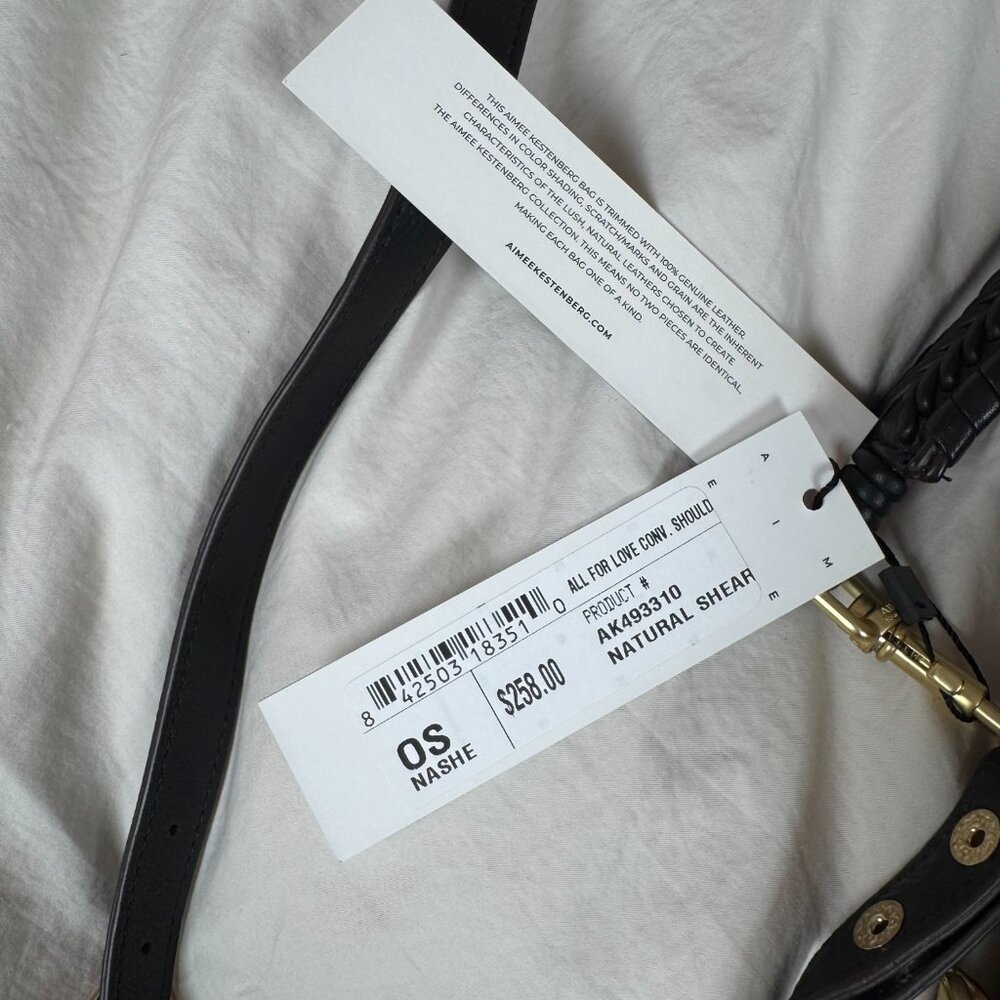 THIS AIMEE KESTENBERG BAG IS TRIMMED WITH 100% GENUINE LEATHER.
DIFFERENCES IN COLOR SHADING, SCRATCH/MARKS AND GRAIN ARE THE INHERENT
CHARACTERISTICS OF THE LUSH, NATURAL LEATHERS CHOSEN TO CREATE
THE AIMEE KESTENBERG COLLECTION. THIS MEANS NO TWO PIECES ARE IDENTICAL,
MAKING EACH BAG ONE OF A KIND.
AIMEEKESTENBERG.COM
A I M E E
ALL FOR LOVE CONV. SHOULD
8 42503 18351 0
PRODUCT #
AK493310
NATURAL SHEAR
$258.00
OS
NASHE